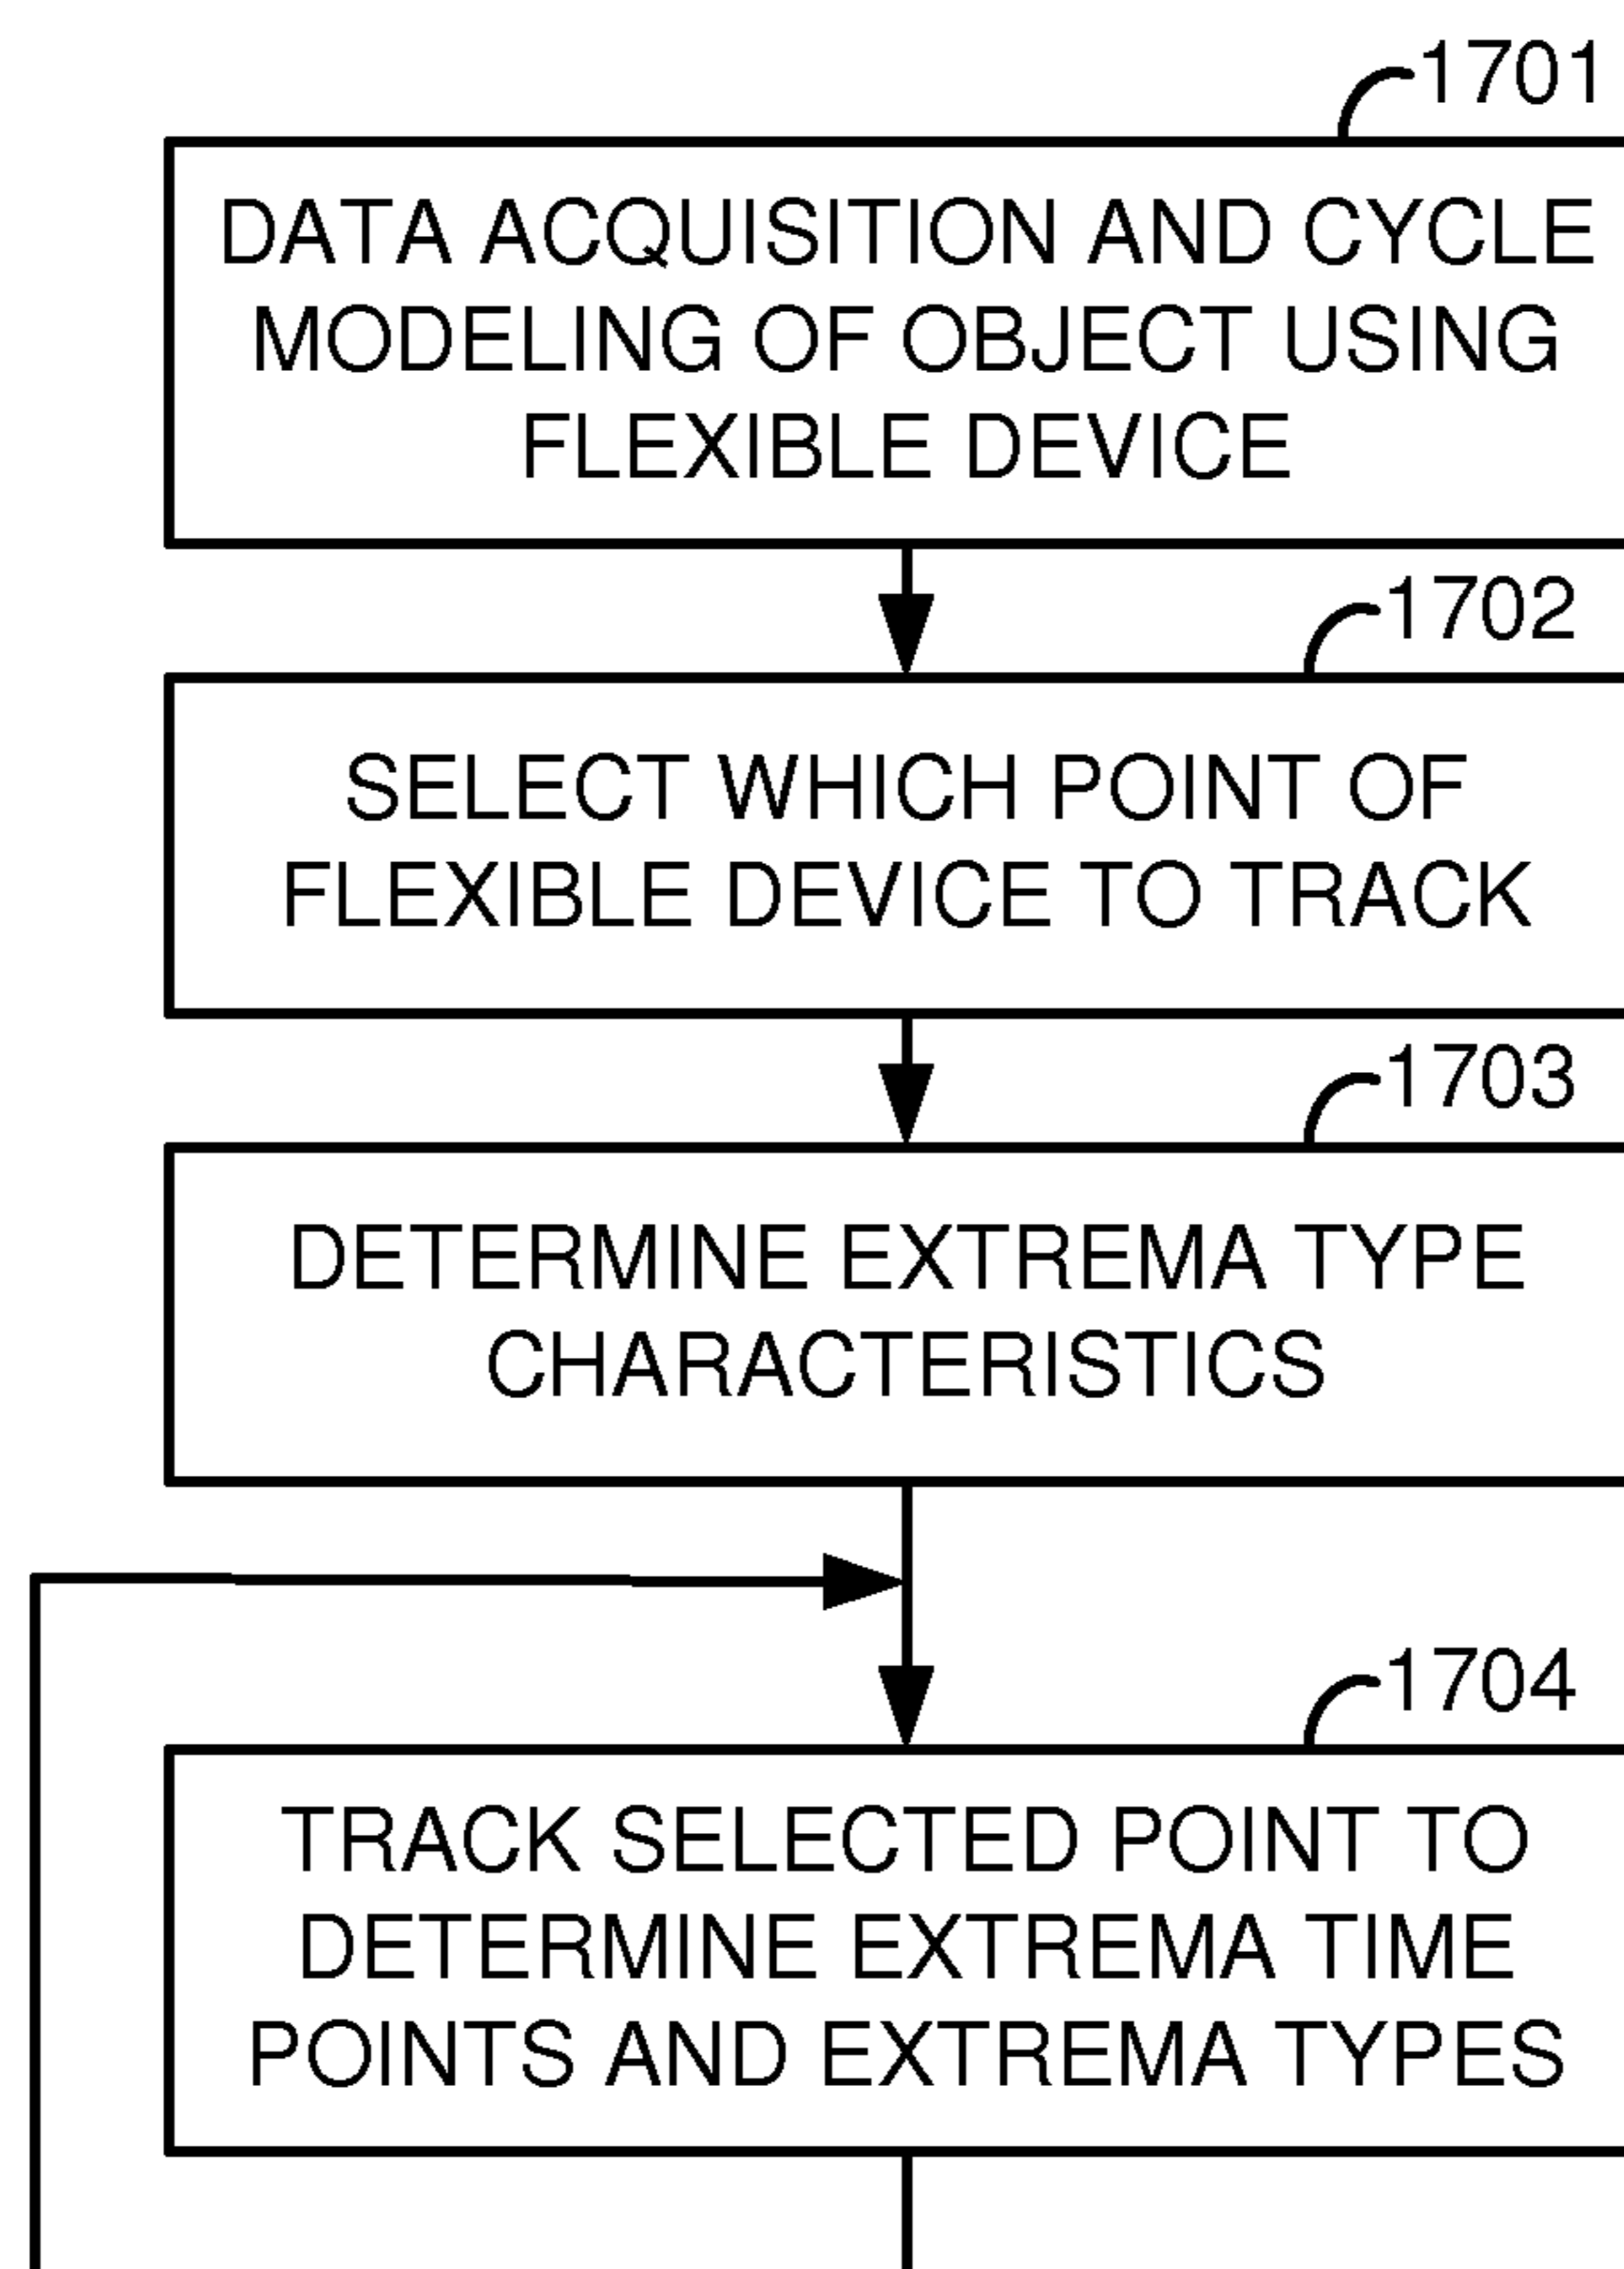 1701
DATA ACQUISITION AND CYCLE
MODELING OF OBJECT USING
FLEXIBLE DEVICE
1702
SELECT WHICH POINT OF
FLEXIBLE DEVICE TO TRACK
1703
DETERMINE EXTREMA TYPE
CHARACTERISTICS
1704
TRACK SELECTED POINT TO
DETERMINE EXTREMA TIME
POINTS AND EXTREMA TYPES